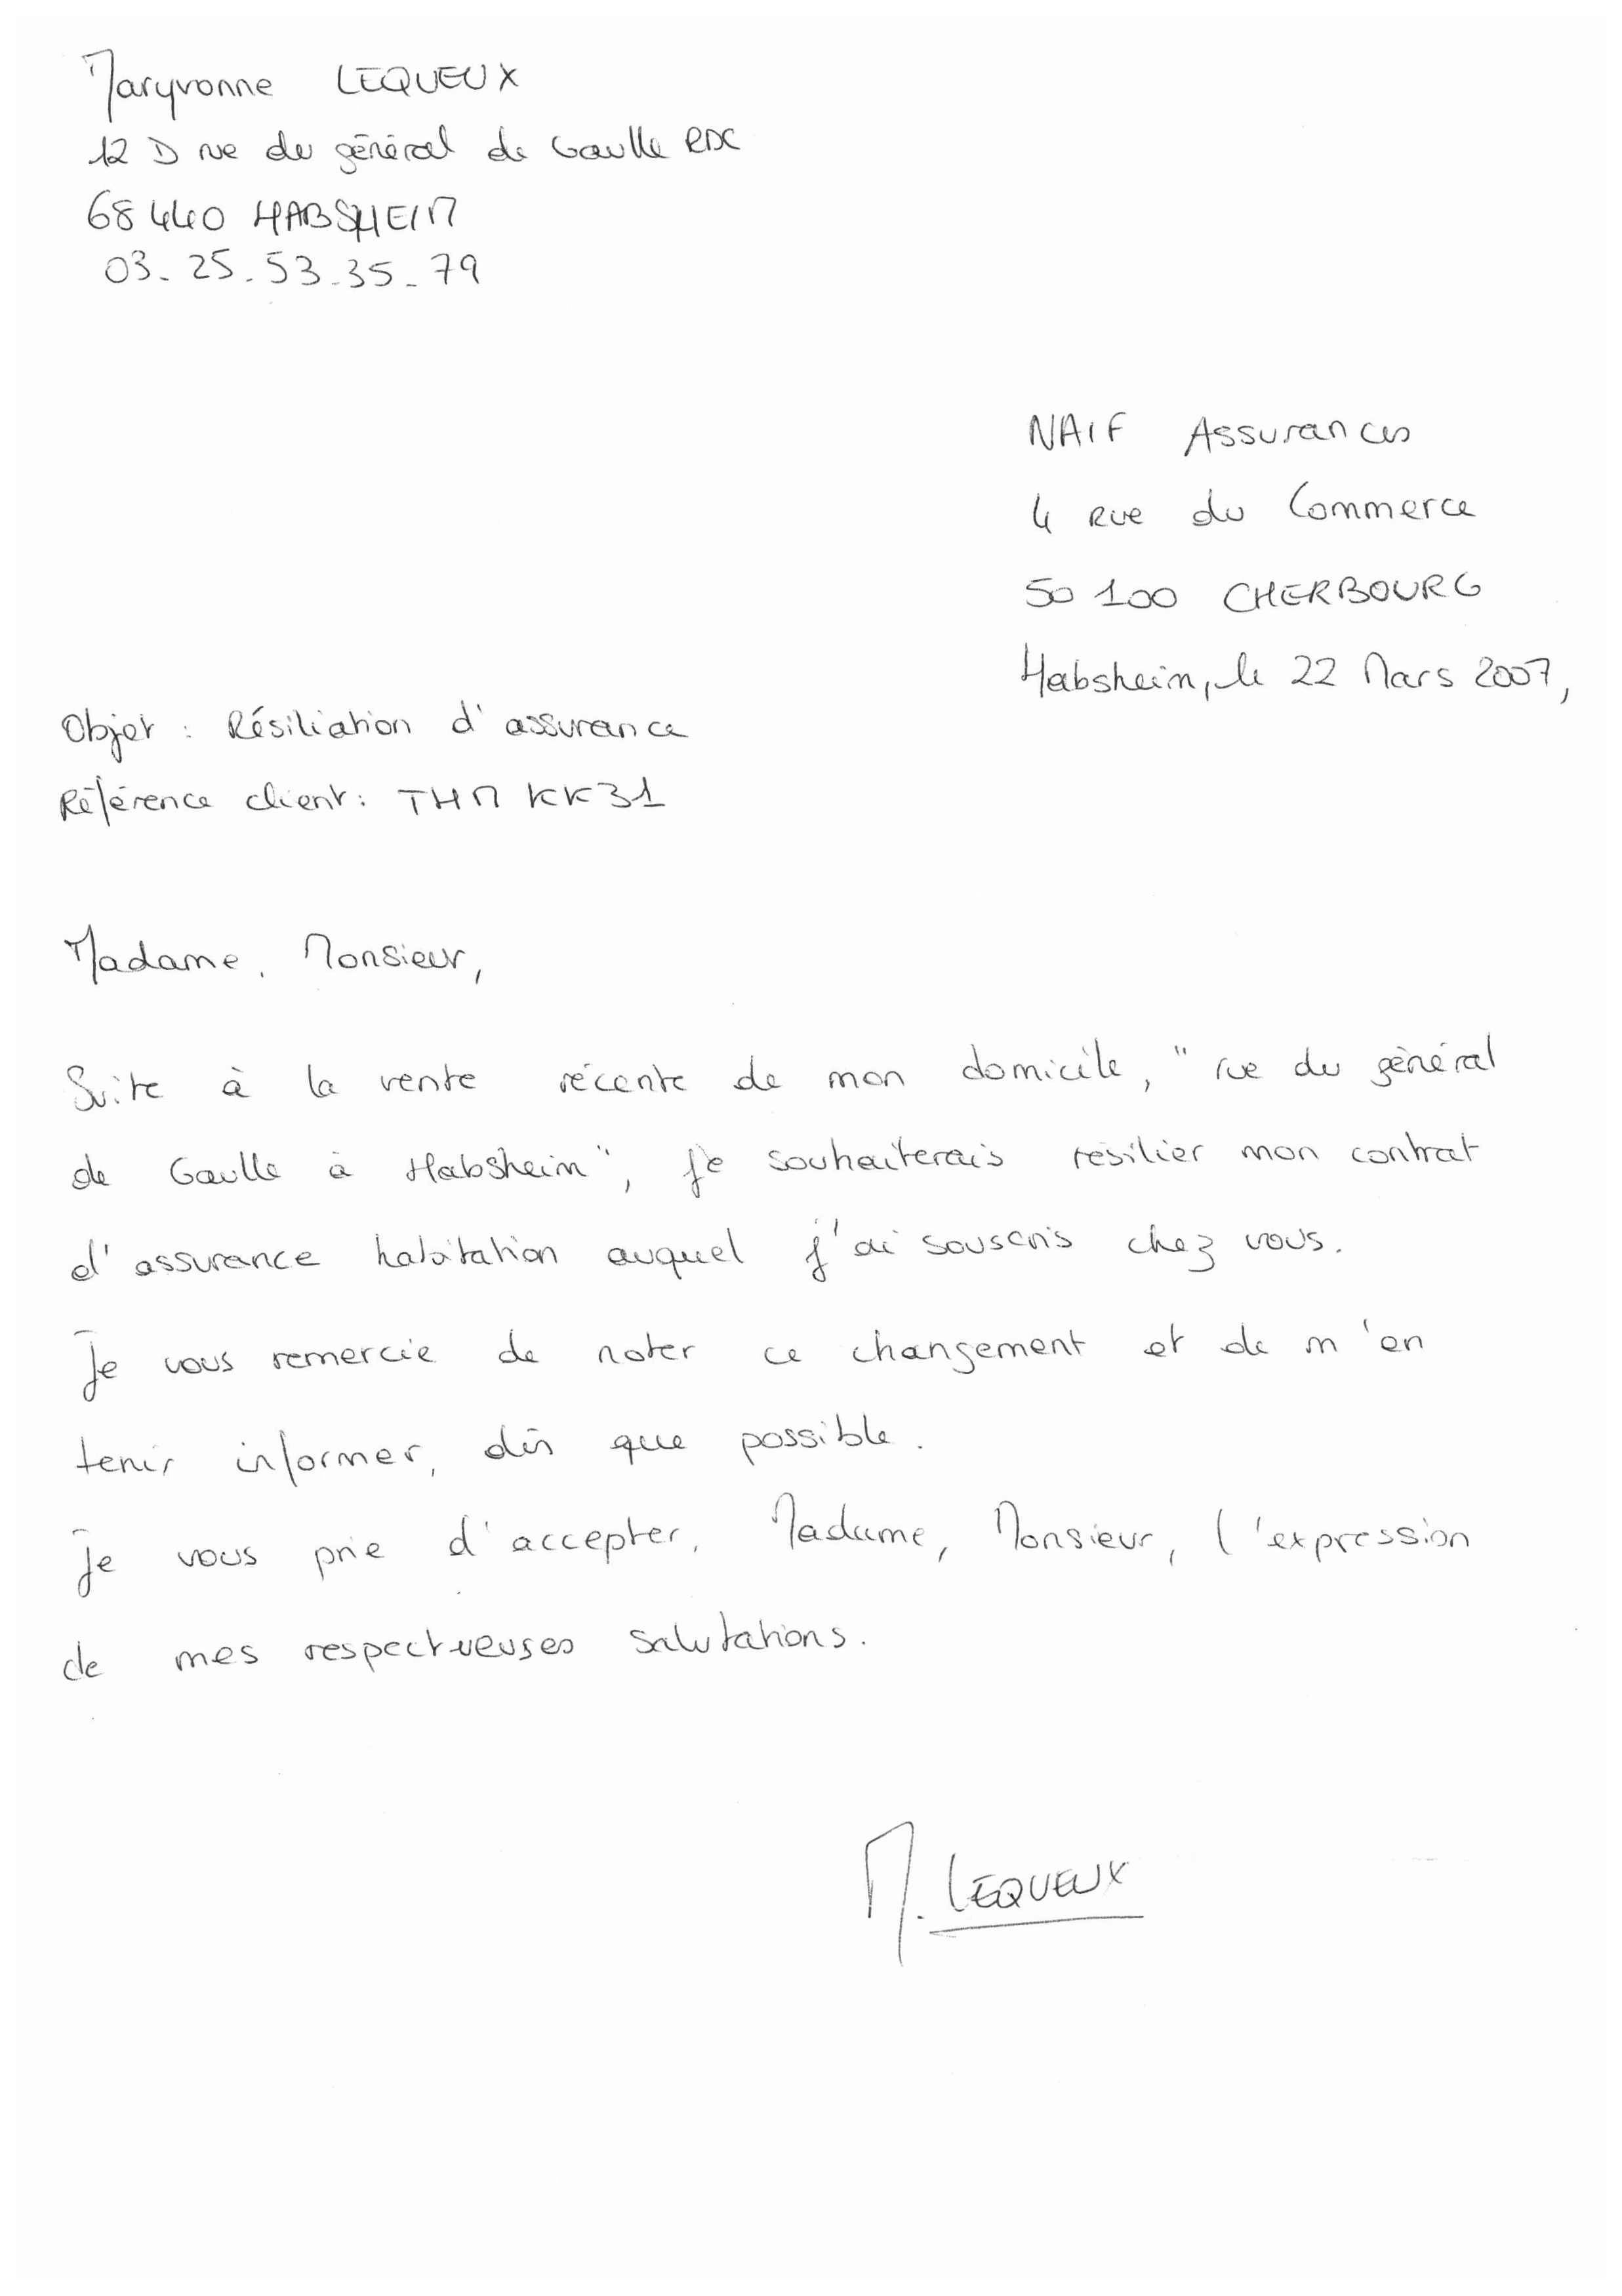 Maryvonne LEQUEUX
12 D rue du général de Gaulle RDC
68440 HABSHEIM
03-25-53-35-79
NAIF Assurances
4 Rue du Commerce
50100 CHERBOURG
Habsheim, le 22 Mars 2007,
Objet : Résiliation d'assurance
Référence client : THMKK31
Madame, Monsieur,
Suite à la vente récente de mon domicile, "rue du général
de Gaulle à Habsheim", je souhaiterais résilier mon contrat
d'assurance habitation auquel j'ai souscris chez vous.
Je vous remercie de noter ce changement et de m'en
tenir informer, dès que possible.
Je vous prie d'accepter, Madame, Monsieur, l'expression
de mes respectueuses salutations.
M. LEQUEUX